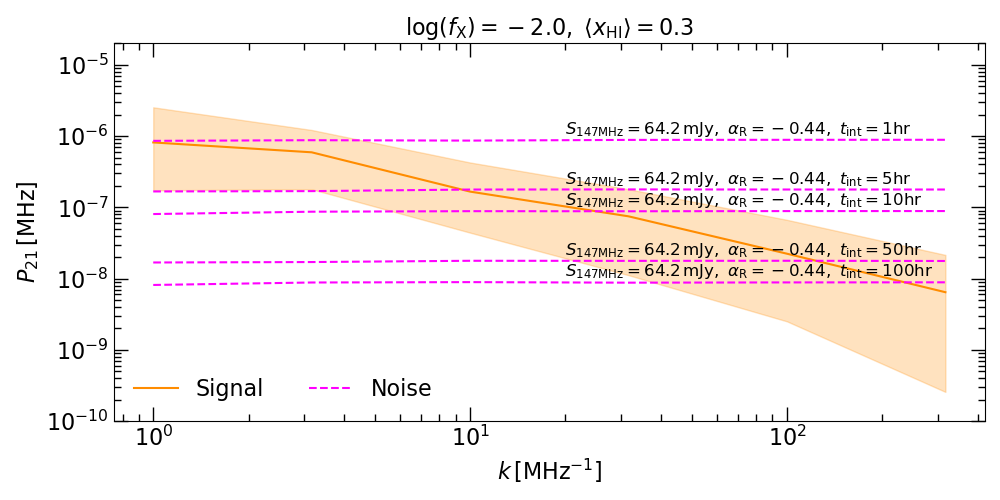 log(f_X) = −2.0, ⟨x_HI⟩ = 0.3
P_21 [MHz]
10^−5
10^−6
10^−7
10^−8
10^−9
10^−10
S_147MHz = 64.2 mJy, α_R = −0.44, t_int = 1hr
S_147MHz = 64.2 mJy, α_R = −0.44, t_int = 5hr
S_147MHz = 64.2 mJy, α_R = −0.44, t_int = 10hr
S_147MHz = 64.2 mJy, α_R = −0.44, t_int = 50hr
S_147MHz = 64.2 mJy, α_R = −0.44, t_int = 100hr
Signal Noise
10^0 10^1 10^2
k [MHz^−1]